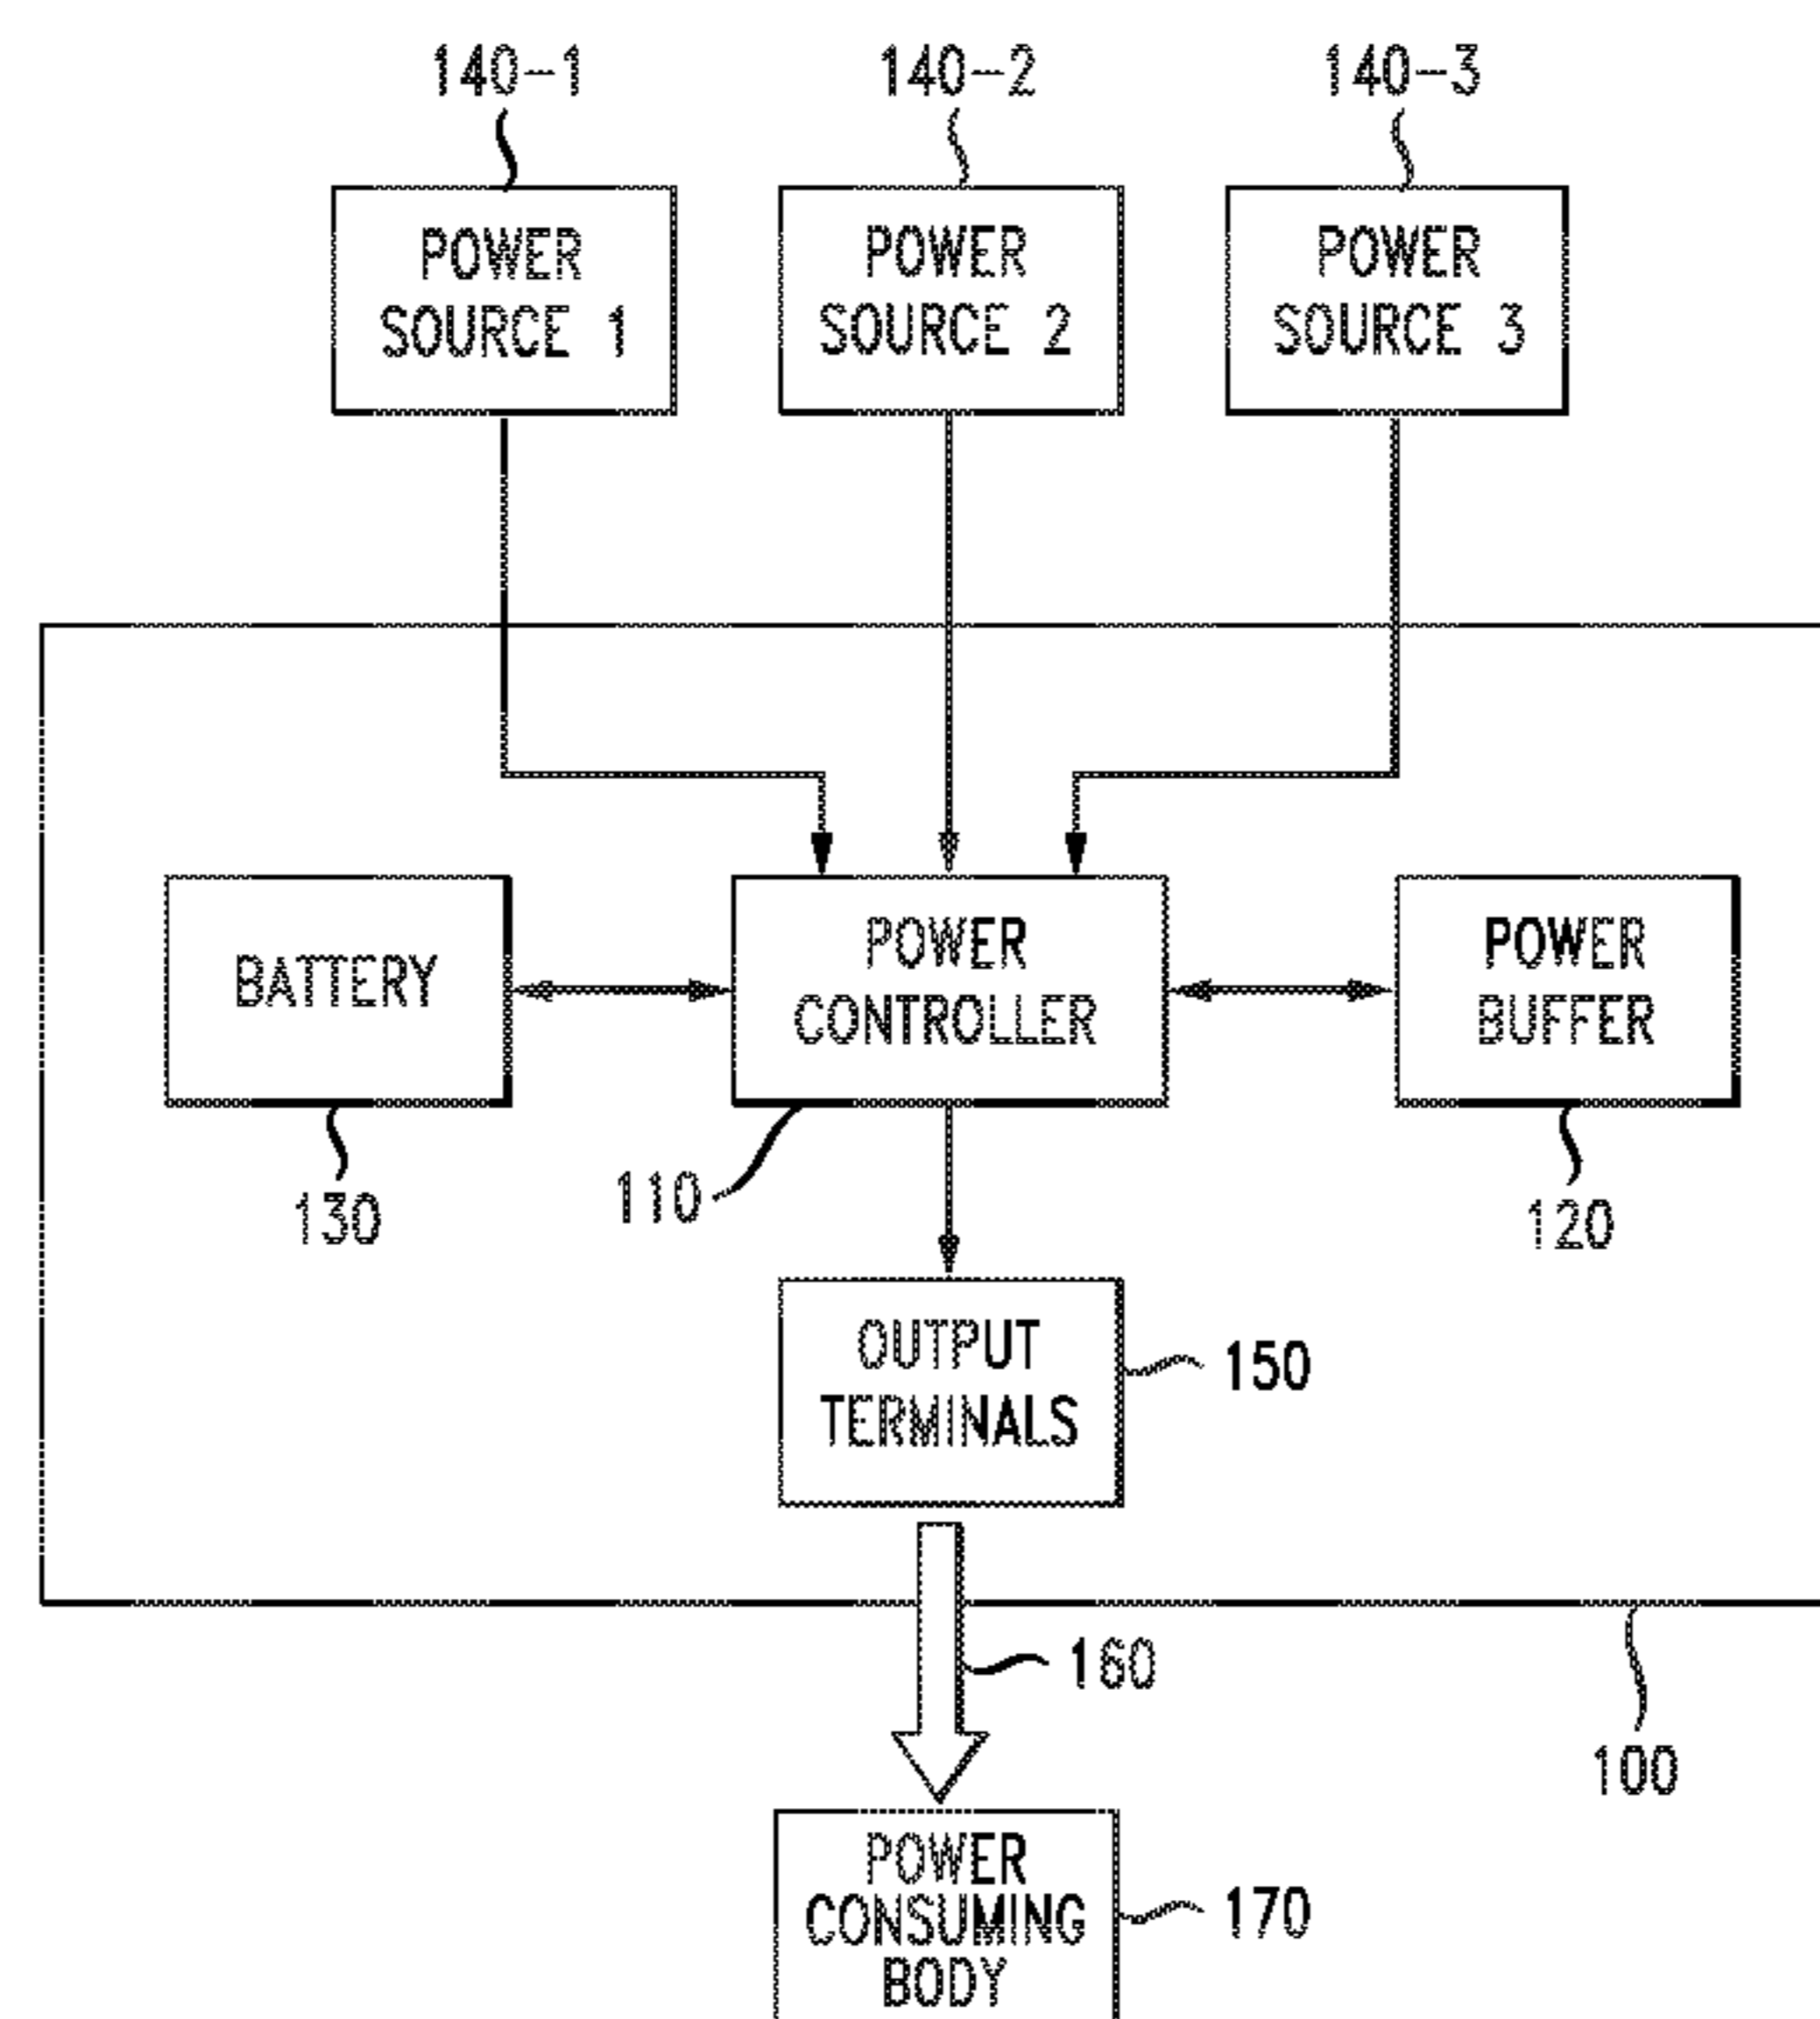 140-1
140-2
140-3
POWER
SOURCE 1
POWER
SOURCE 2
POWER
SOURCE 3
BATTERY
POWER
CONTROLLER
POWER
BUFFER
130
110
120
OUTPUT
TERMINALS
150
160
100
POWER
CONSUMING
BODY
170